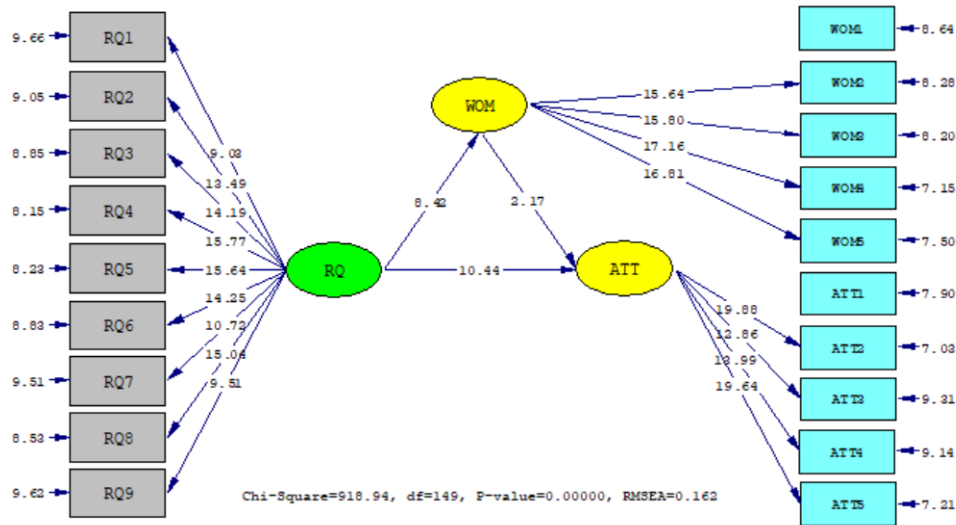 9.66 RQ1
9.05 RQ2
8.85 RQ3
8.15 RQ4
8.23 RQ5
8.83 RQ6
9.51 RQ7
8.53 RQ8
9.62 RQ9
9.03
13.49
14.19
15.77
15.64
14.25
10.72
15.04
9.51
RQ
8.42
10.44
WOM
2.17
ATT
15.64
15.80
17.16
16.81
19.88
12.86
13.99
19.64
WOM1 8.64
WOM2 8.28
WOM3 8.20
WOM4 7.15
WOM5 7.50
ATT1 7.90
ATT2 7.03
ATT3 9.31
ATT4 9.14
ATT5 7.21
Chi-Square=918.94, df=149, P-value=0.00000, RMSEA=0.162